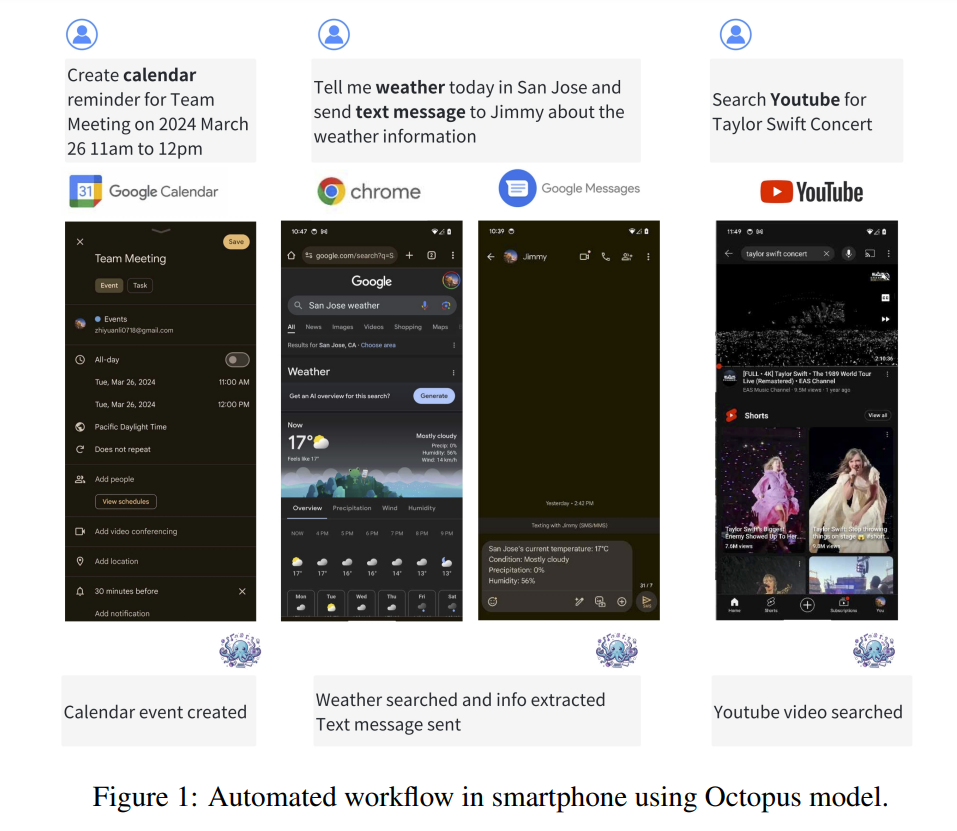 Create calendar
reminder for Team
Meeting on 2024 March
26 11am to 12pm
Tell me weather today in San Jose and
send text message to Jimmy about the
weather information
Search Youtube for
Taylor Swift Concert
31 Google Calendar
chrome
Google Messages
YouTube
Save
Team Meeting
Event Task
Events
zhiyuanli0718@gmail.com
All-day
Tue, Mar 26, 2024 11:00 AM
Tue, Mar 26, 2024 12:00 PM
Pacific Daylight Time
Does not repeat
Add people
View schedules
Add video conferencing
Add location
30 minutes before
Add notification
10:47
google.com/search?q=S
2
Google
San Jose weather
All News Images Videos Shopping Maps
Results for San Jose, CA · Choose area
Weather
Get an AI overview for this search? Generate
Now
17°
Feels like 17°
Mostly cloudy
Precip: 0%
Humidity: 56%
Wind: 14 km/h
Overview Precipitation Wind Humidity
NOW 4 PM 5 PM 6 PM 7 PM 8 PM 9 PM
17° 17° 16° 16° 14° 13° 13°
Mon Tue Wed Thu Fri Sat
10:39
Jimmy
Yesterday • 2:42 PM
Texting with Jimmy (SMS/MMS)
San Jose's current temperature: 17°C
Condition: Mostly cloudy
Precipitation: 0%
Humidity: 56%
31 / 7
SMS
11:49
taylor swift concert
2:16:36
[FULL • 4K] Taylor Swift • The 1989 World Tour
Live (Remastered) • EAS Channel
EAS Music Channel · 9.5M views · 1 year ago
Shorts
View all
Taylor Swift's Biggest
Enemy Showed Up To Her...
7.6M views
Taylor Swift: Stop throwing
things on stage
9.8M views
Home Shorts Subscriptions You
Calendar event created
Weather searched and info extracted
Text message sent
Youtube video searched
Figure 1: Automated workflow in smartphone using Octopus model.